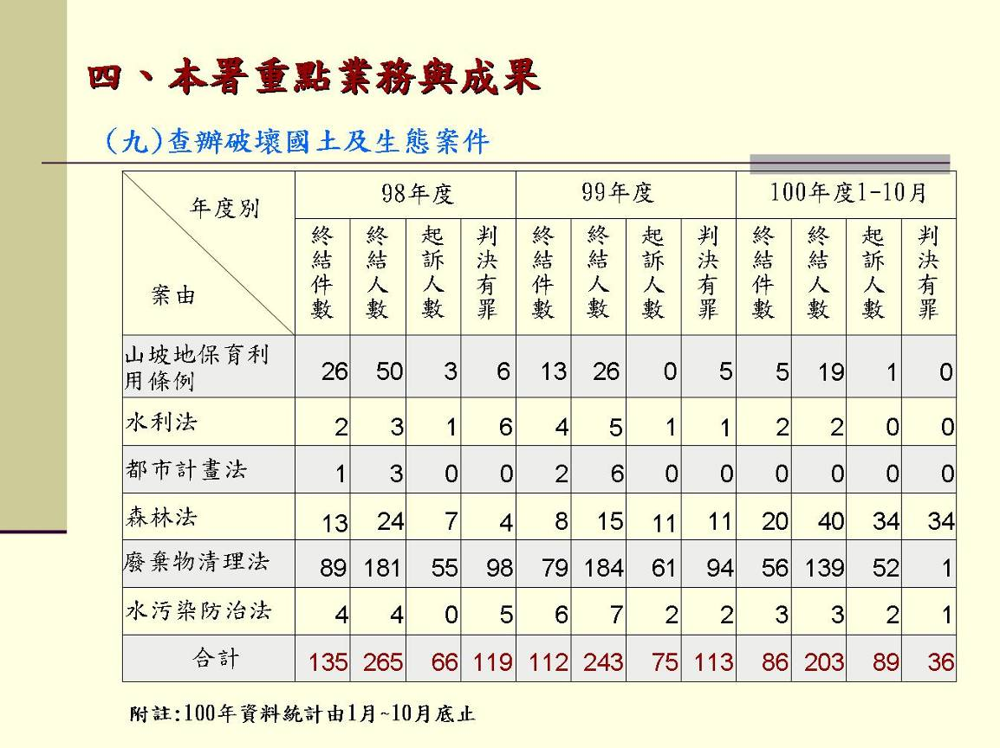 四、本署重點業務與成果
(九)查辦破壞國土及生態案件
年度別 98年度 99年度 100年度1-10月
案由 終結件數 終結人數 起訴人數 判決有罪 終結件數 終結人數 起訴人數 判決有罪 終結件數 終結人數 起訴人數 判決有罪
山坡地保育利
用條例 26 50 3 6 13 26 0 5 5 19 1 0
水利法 2 3 1 6 4 5 1 1 2 2 0 0
都市計畫法 1 3 0 0 2 6 0 0 0 0 0 0
森林法 13 24 7 4 8 15 11 11 20 40 34 34
廢棄物清理法 89 181 55 98 79 184 61 94 56 139 52 1
水污染防治法 4 4 0 5 6 7 2 2 3 3 2 1
合計 135 265 66 119 112 243 75 113 86 203 89 36
附註:100年資料統計由1月~10月底止